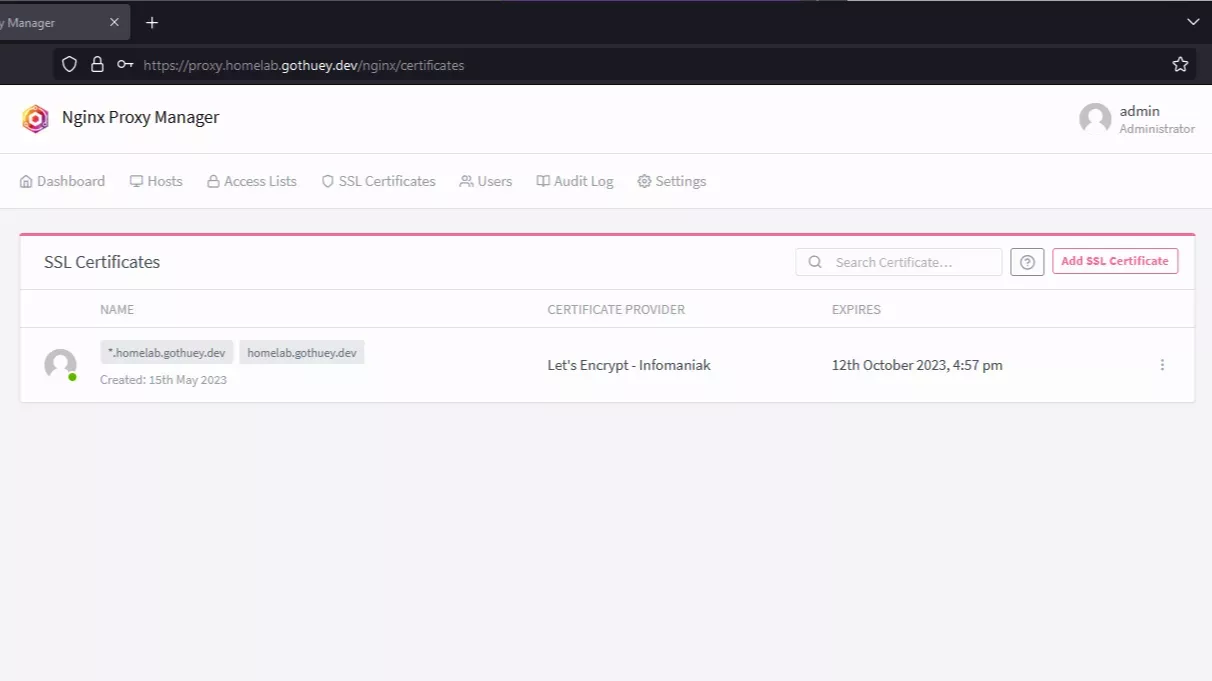 y Manager
https://proxy.homelab.gothuey.dev/nginx/certificates
Nginx Proxy Manager
admin
Administrator
Dashboard Hosts Access Lists SSL Certificates Users Audit Log Settings
SSL Certificates Search Certificate... Add SSL Certificate
NAME CERTIFICATE PROVIDER EXPIRES
*.homelab.gothuey.dev homelab.gothuey.dev
Let's Encrypt - Infomaniak 12th October 2023, 4:57 pm
Created: 15th May 2023